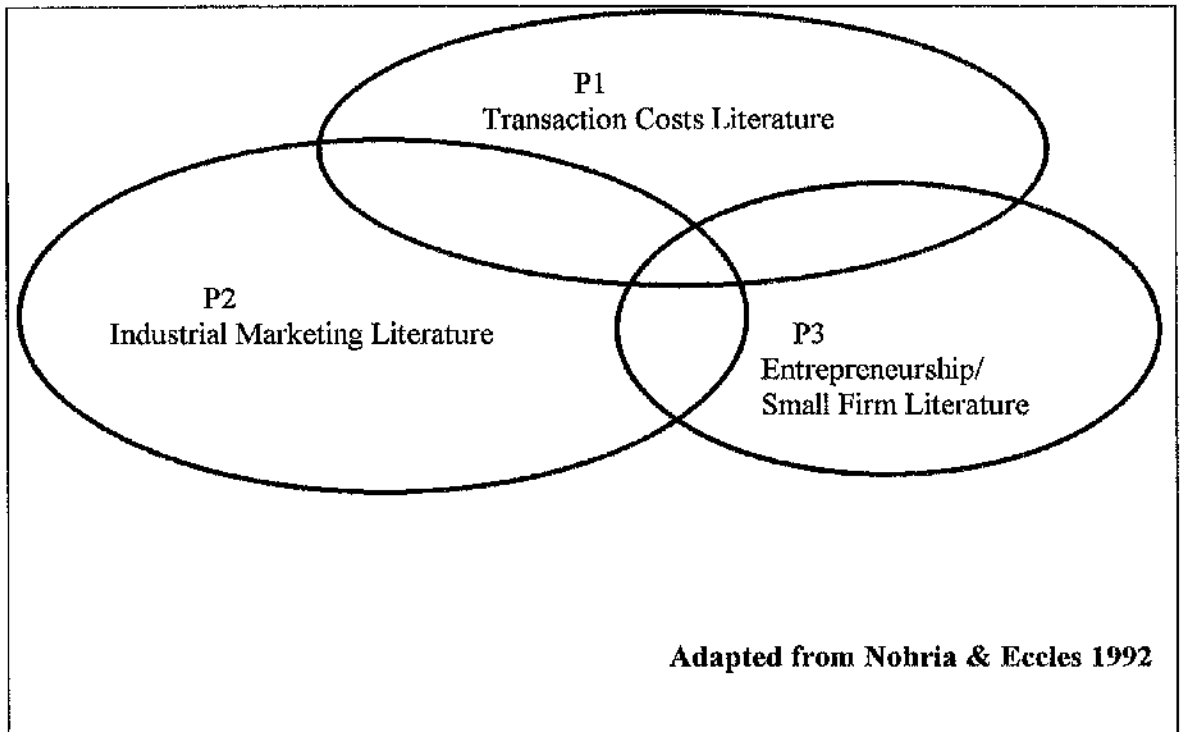 P1
Transaction Costs Literature
P2
Industrial Marketing Literature
P3
Entrepreneurship/
Small Firm Literature
Adapted from Nohria & Eccles 1992